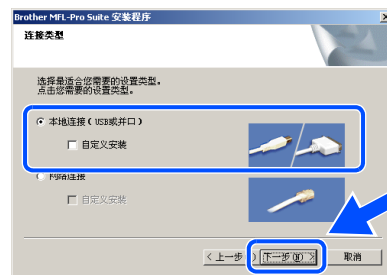 Brother MFL-Pro Suite 安装程序
连接类型
选择最适合您需要的设置类型。
点击您需要的设置类型。
本地连接（USB或并口）
自定义安装
网络连接
自定义安装
< 上一步 下一步(N) > 取消